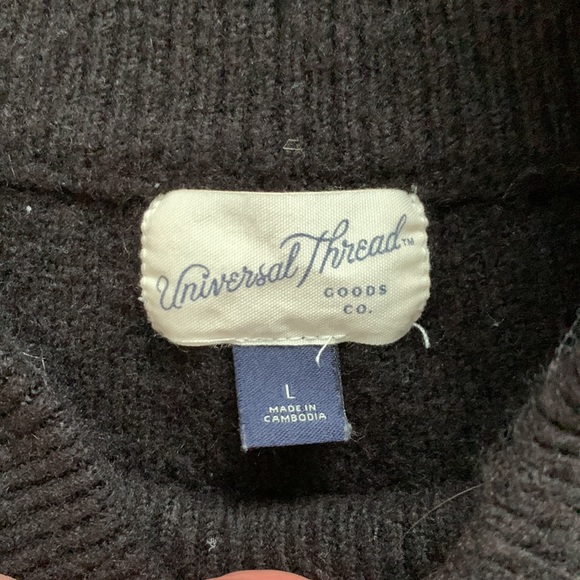 Universal Thread™
GOODS
CO.
L
MADE IN
CAMBODIA